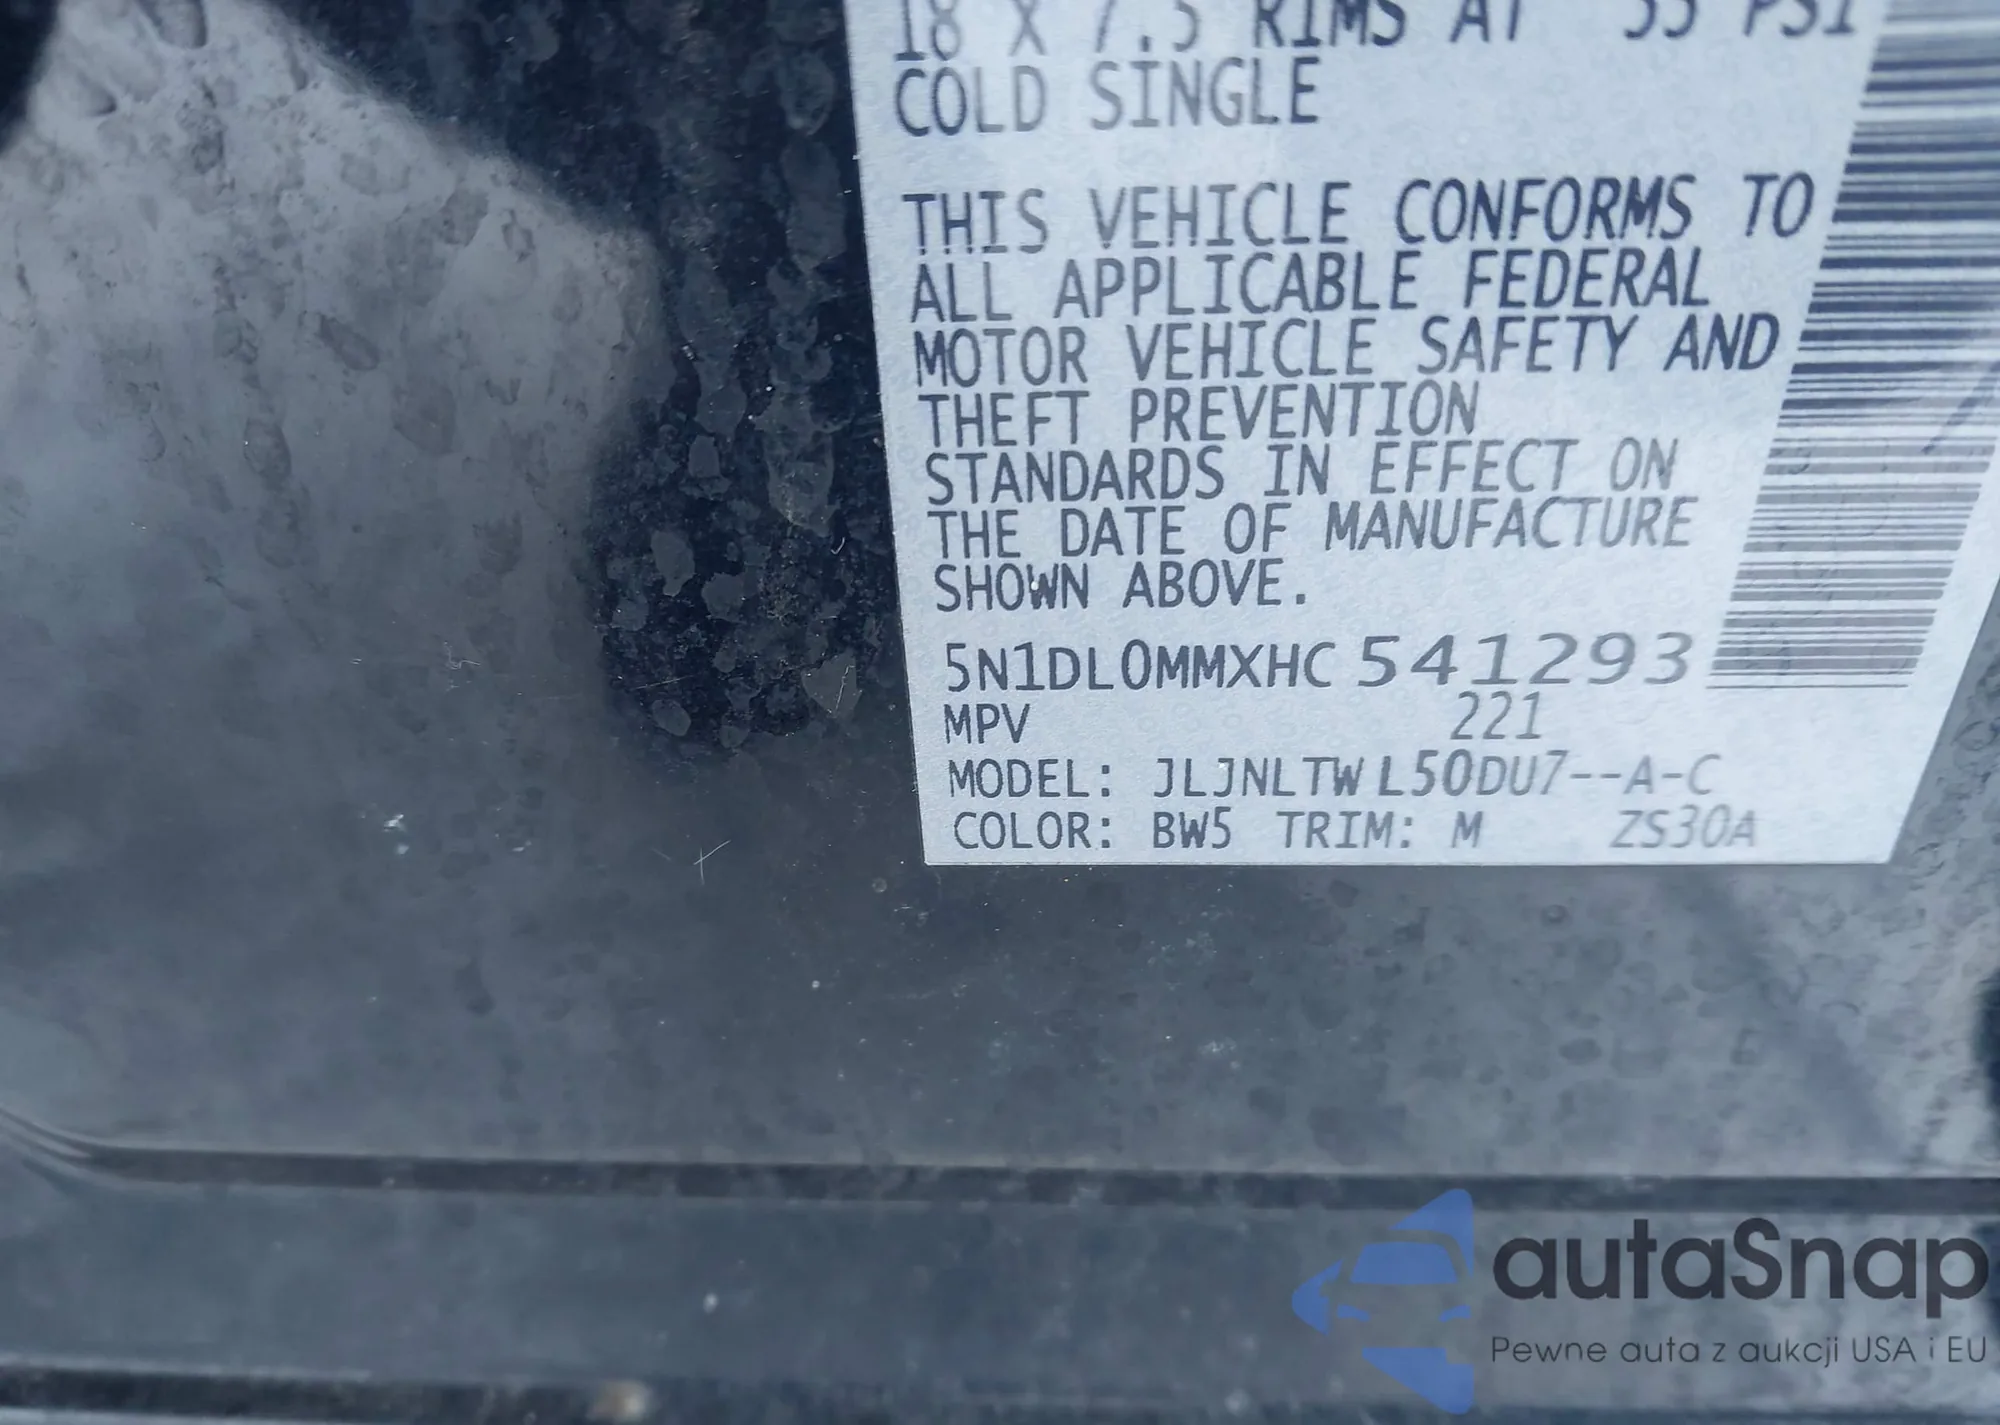 18 X 7.5 RIMS AT 35 PSI
COLD SINGLE
THIS VEHICLE CONFORMS TO
ALL APPLICABLE FEDERAL
MOTOR VEHICLE SAFETY AND
THEFT PREVENTION
STANDARDS IN EFFECT ON
THE DATE OF MANUFACTURE
SHOWN ABOVE.
5N1DL0MMXHC541293
MPV 221
MODEL: JLJNLTWL50DU7--A-C
COLOR: BW5 TRIM: M ZS30A
autaSnap
Pewne auta z aukcji USA i EU